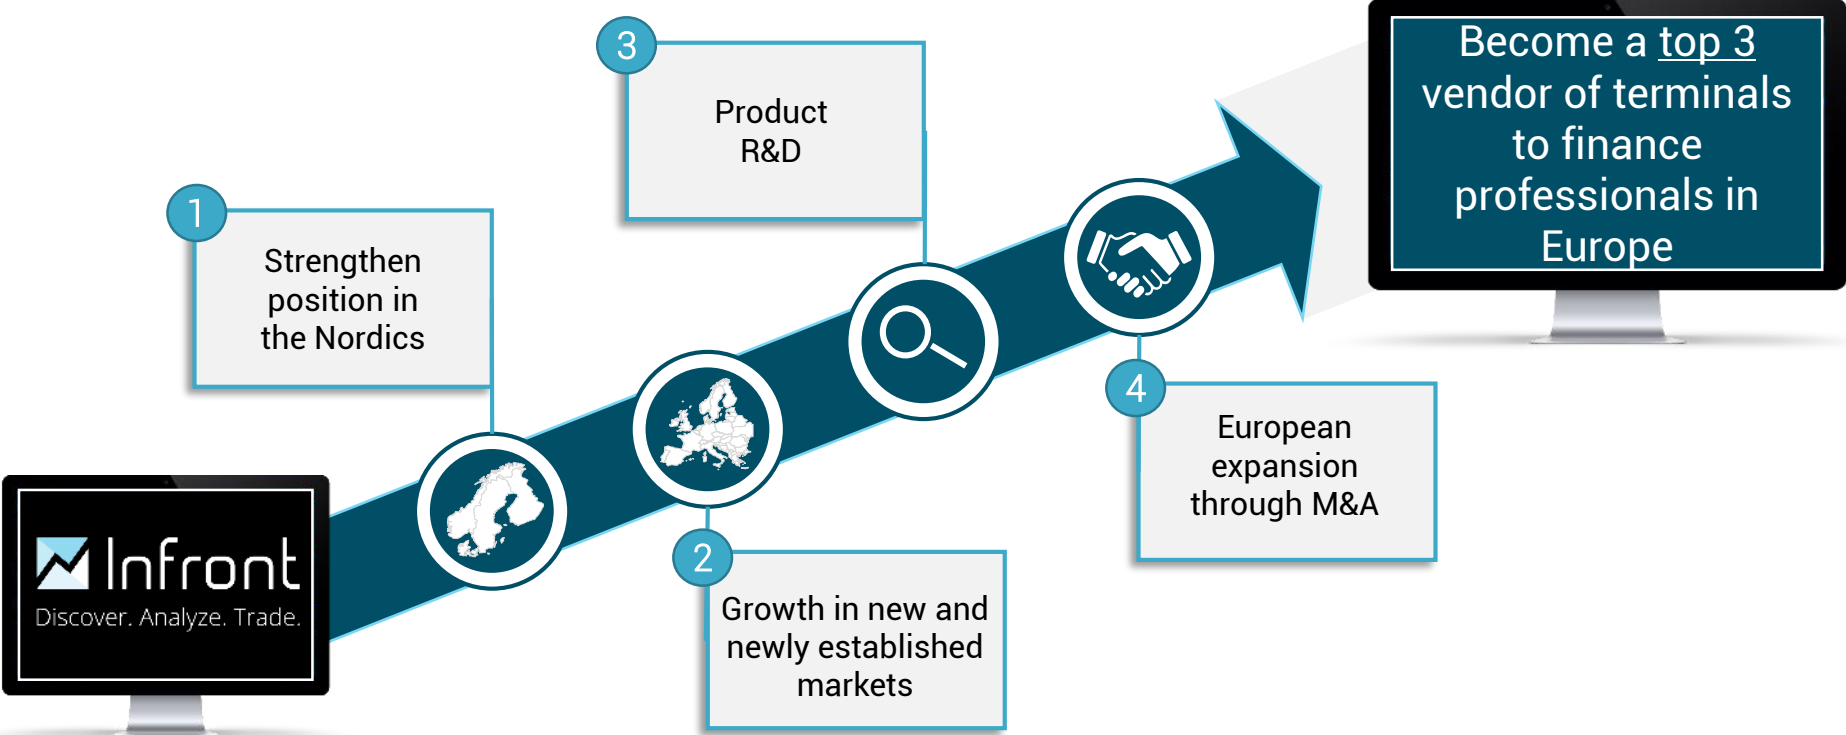 Infront
Discover. Analyze. Trade.
1
Strengthen
position in
the Nordics
2
Growth in new and
newly established
markets
3
Product
R&D
4
European
expansion
through M&A
Become a top 3
vendor of terminals
to finance
professionals in
Europe